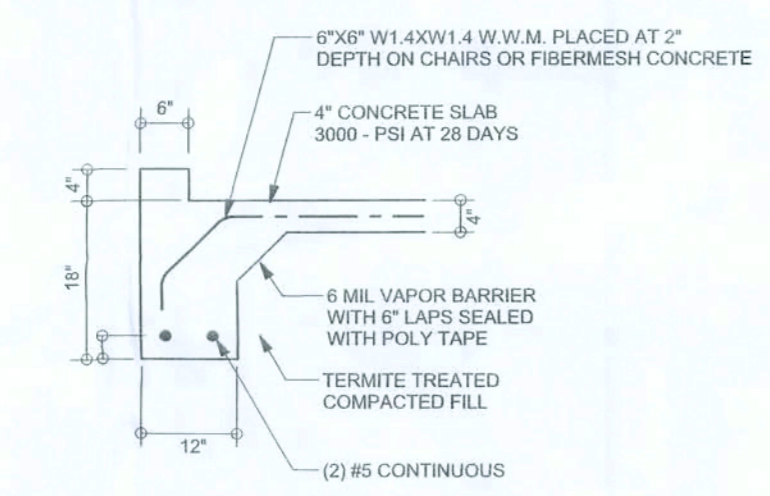 6"X6" W1.4XW1.4 W.W.M. PLACED AT 2"
DEPTH ON CHAIRS OR FIBERMESH CONCRETE
6"
4" CONCRETE SLAB
3000 - PSI AT 28 DAYS
4"
4"
18"
6 MIL VAPOR BARRIER
WITH 6" LAPS SEALED
WITH POLY TAPE
TERMITE TREATED
COMPACTED FILL
12"
(2) #5 CONTINUOUS